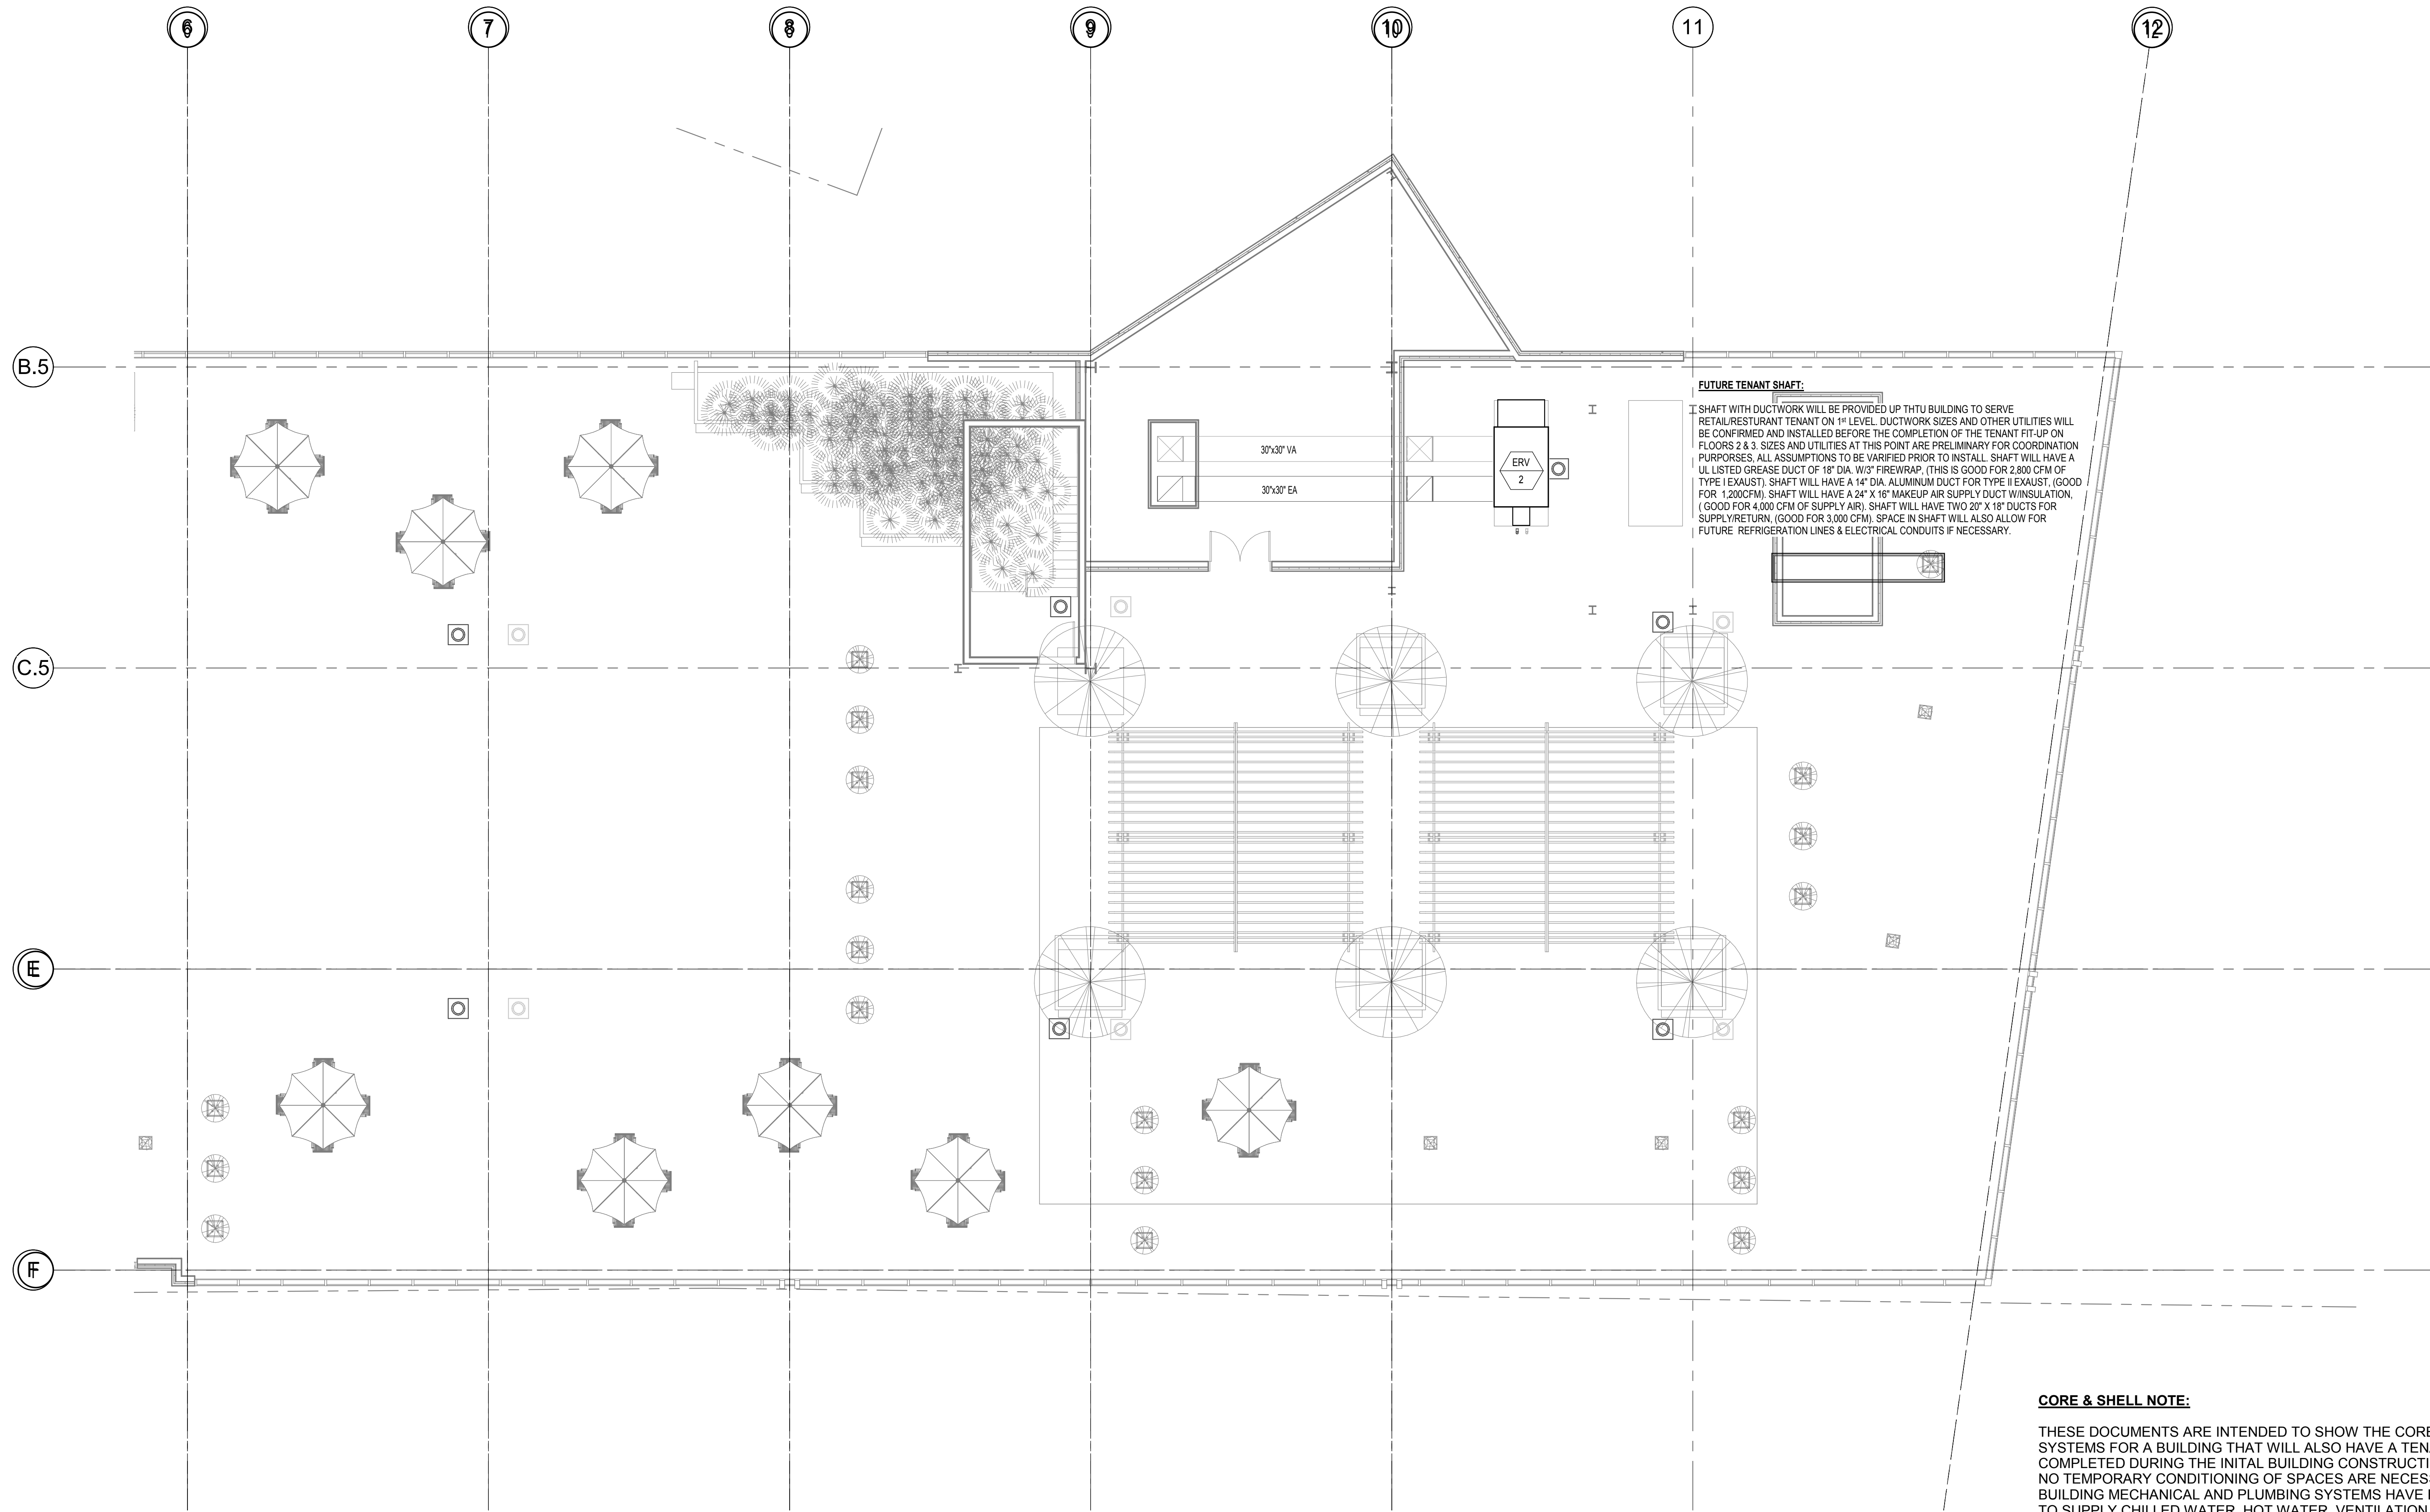 6 7 8 9 10 11 12
B.5
FUTURE TENANT SHAFT:
SHAFT WITH DUCTWORK WILL BE PROVIDED UP THTU BUILDING TO SERVE
RETAIL/RESTURANT TENANT ON 1st LEVEL. DUCTWORK SIZES AND OTHER UTILITIES WILL
BE CONFIRMED AND INSTALLED BEFORE THE COMPLETION OF THE TENANT FIT-UP ON
FLOORS 2 & 3. SIZES AND UTILITIES AT THIS POINT ARE PRELIMINARY FOR COORDINATION
PURPORSES, ALL ASSUMPTIONS TO BE VARIFIED PRIOR TO INSTALL. SHAFT WILL HAVE A
UL LISTED GREASE DUCT OF 18" DIA. W/3" FIREWRAP, (THIS IS GOOD FOR 2,800 CFM OF
TYPE I EXAUST). SHAFT WILL HAVE A 14" DIA. ALUMINUM DUCT FOR TYPE II EXAUST, (GOOD
FOR 1,200CFM). SHAFT WILL HAVE A 24" X 16" MAKEUP AIR SUPPLY DUCT W/INSULATION,
( GOOD FOR 4,000 CFM OF SUPPLY AIR). SHAFT WILL HAVE TWO 20" X 18" DUCTS FOR
SUPPLY/RETURN, (GOOD FOR 3,000 CFM). SPACE IN SHAFT WILL ALSO ALLOW FOR
FUTURE REFRIGERATION LINES & ELECTRICAL CONDUITS IF NECESSARY.
30"x30" VA
30"x30" EA
ERV
2
C.5
E
F
CORE & SHELL NOTE:
THESE DOCUMENTS ARE INTENDED TO SHOW THE CORE
SYSTEMS FOR A BUILDING THAT WILL ALSO HAVE A TEN
COMPLETED DURING THE INITAL BUILDING CONSTRUCTI
NO TEMPORARY CONDITIONING OF SPACES ARE NECES
BUILDING MECHANICAL AND PLUMBING SYSTEMS HAVE
TO SUPPLY CHILLED WATER, HOT WATER, VENTILATION